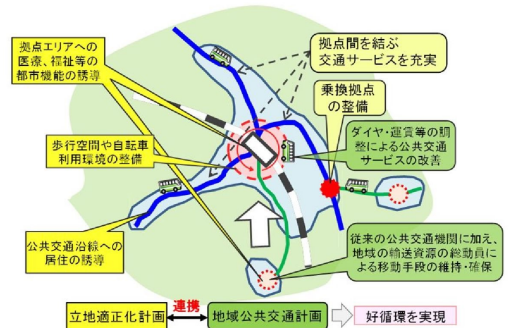 拠点エリアへの
医療、福祉等の
都市機能の誘導
拠点間を結ぶ
交通サービスを充実
乗換拠点
の整備
歩行空間や自転車
利用環境の整備
ダイヤ・運賃等の調
整による公共交通
サービスの改善
公共交通沿線への
居住の誘導
従来の公共交通機関に加え、
地域の輸送資源の総動員
による移動手段の維持・確保
立地適正化計画
連携
地域公共交通計画
好循環を実現